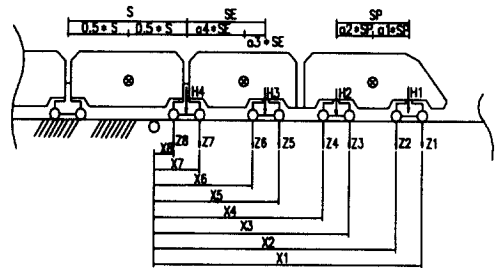 S SE SP
0.5*S 0.5*S a4*SE a3*SE a2*SP a1*SP
H4 H3 H2 H1
Z8 Z7 Z6 Z5 Z4 Z3 Z2 Z1
X8
X7
X6
X5
X4
X3
X2
X1